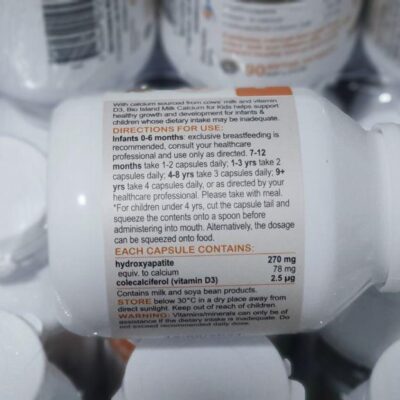 With calcium sourced from cows' milk and vitamin
D3, Bio Island Milk Calcium for Kids helps support
healthy growth and development for infants &
children whose dietary intake may be inadequate.
DIRECTIONS FOR USE:
Infants 0-6 months: exclusive breastfeeding is
recommended, consult your healthcare
professional and use only as directed. 7-12
months take 1-2 capsules daily; 1-3 yrs take 2
capsules daily; 4-8 yrs take 3 capsules daily; 9+
yrs take 4 capsules daily, or as directed by your
healthcare professional. Please take with meal.
*For children under 4 yrs, cut the capsule tail and
squeeze the contents onto a spoon before
administering into mouth. Alternatively, the dosage
can be squeezed onto food.
EACH CAPSULE CONTAINS:
hydroxyapatite 270 mg
equiv. to calcium 78 mg
colecalciferol (vitamin D3) 2.5 µg
Contains milk and soya bean products.
STORE below 30°C in a dry place away from
direct sunlight. Keep out of reach of children.
WARNING: Vitamins/minerals can only be of
assistance if the dietary intake is inadequate. Do
not exceed recommended daily dose.
90